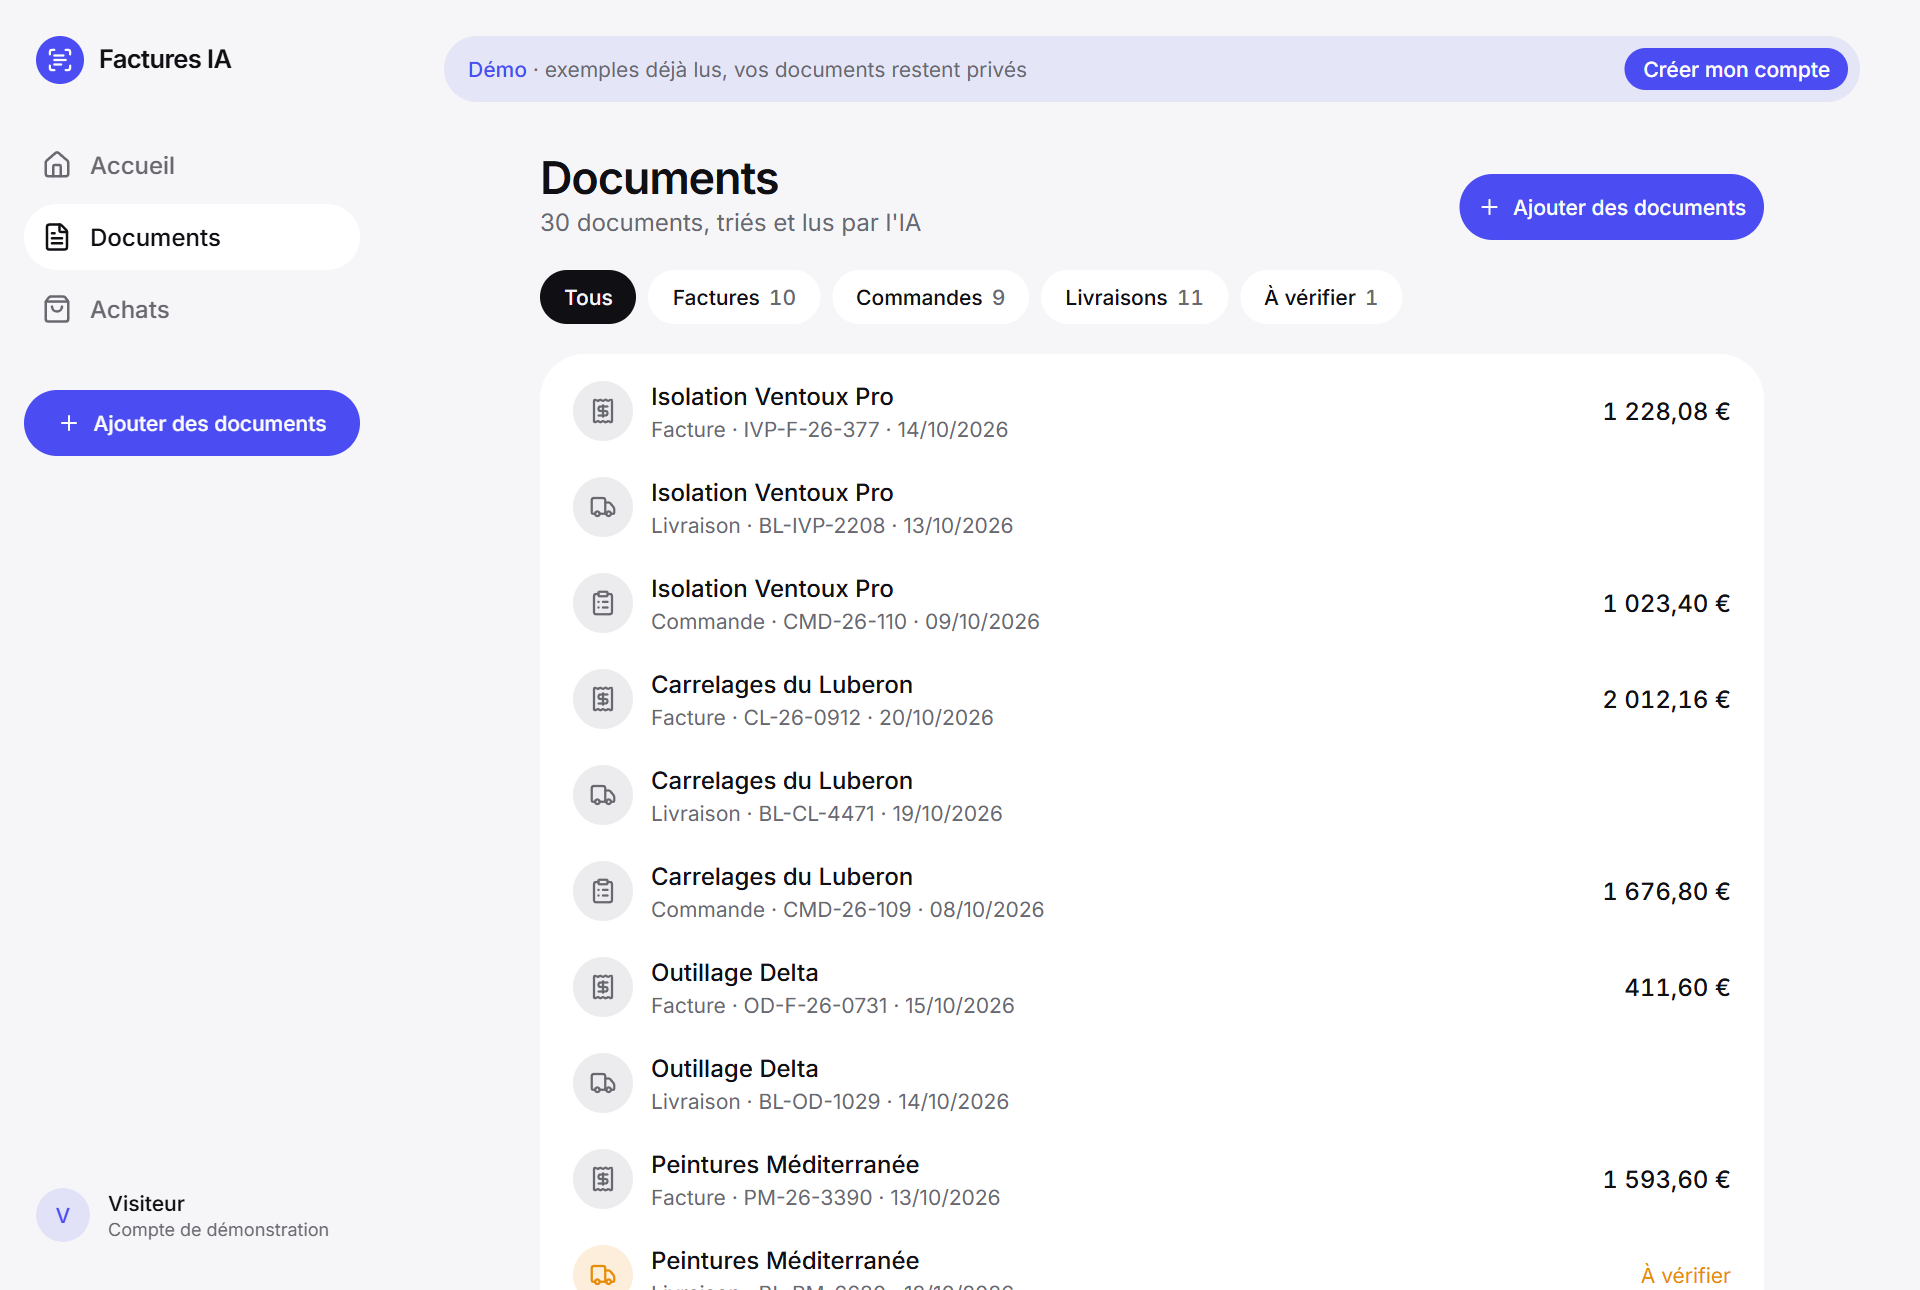 Factures IA
Accueil
Documents
Achats
+ Ajouter des documents
Visiteur
V
Compte de démonstration
Démo · exemples déjà lus, vos documents restent privés
Créer mon compte
Documents
30 documents, triés et lus par l'IA
+ Ajouter des documents
Tous
Factures 10
Commandes 9
Livraisons 11
À vérifier 1
Isolation Ventoux Pro
Facture · IVP-F-26-377 · 14/10/2026
1 228,08 €
Isolation Ventoux Pro
Livraison · BL-IVP-2208 · 13/10/2026
Isolation Ventoux Pro
Commande · CMD-26-110 · 09/10/2026
1 023,40 €
Carrelages du Luberon
Facture · CL-26-0912 · 20/10/2026
2 012,16 €
Carrelages du Luberon
Livraison · BL-CL-4471 · 19/10/2026
Carrelages du Luberon
Commande · CMD-26-109 · 08/10/2026
1 676,80 €
Outillage Delta
Facture · OD-F-26-0731 · 15/10/2026
411,60 €
Outillage Delta
Livraison · BL-OD-1029 · 14/10/2026
Peintures Méditerranée
Facture · PM-26-3390 · 13/10/2026
1 593,60 €
Peintures Méditerranée
À vérifier